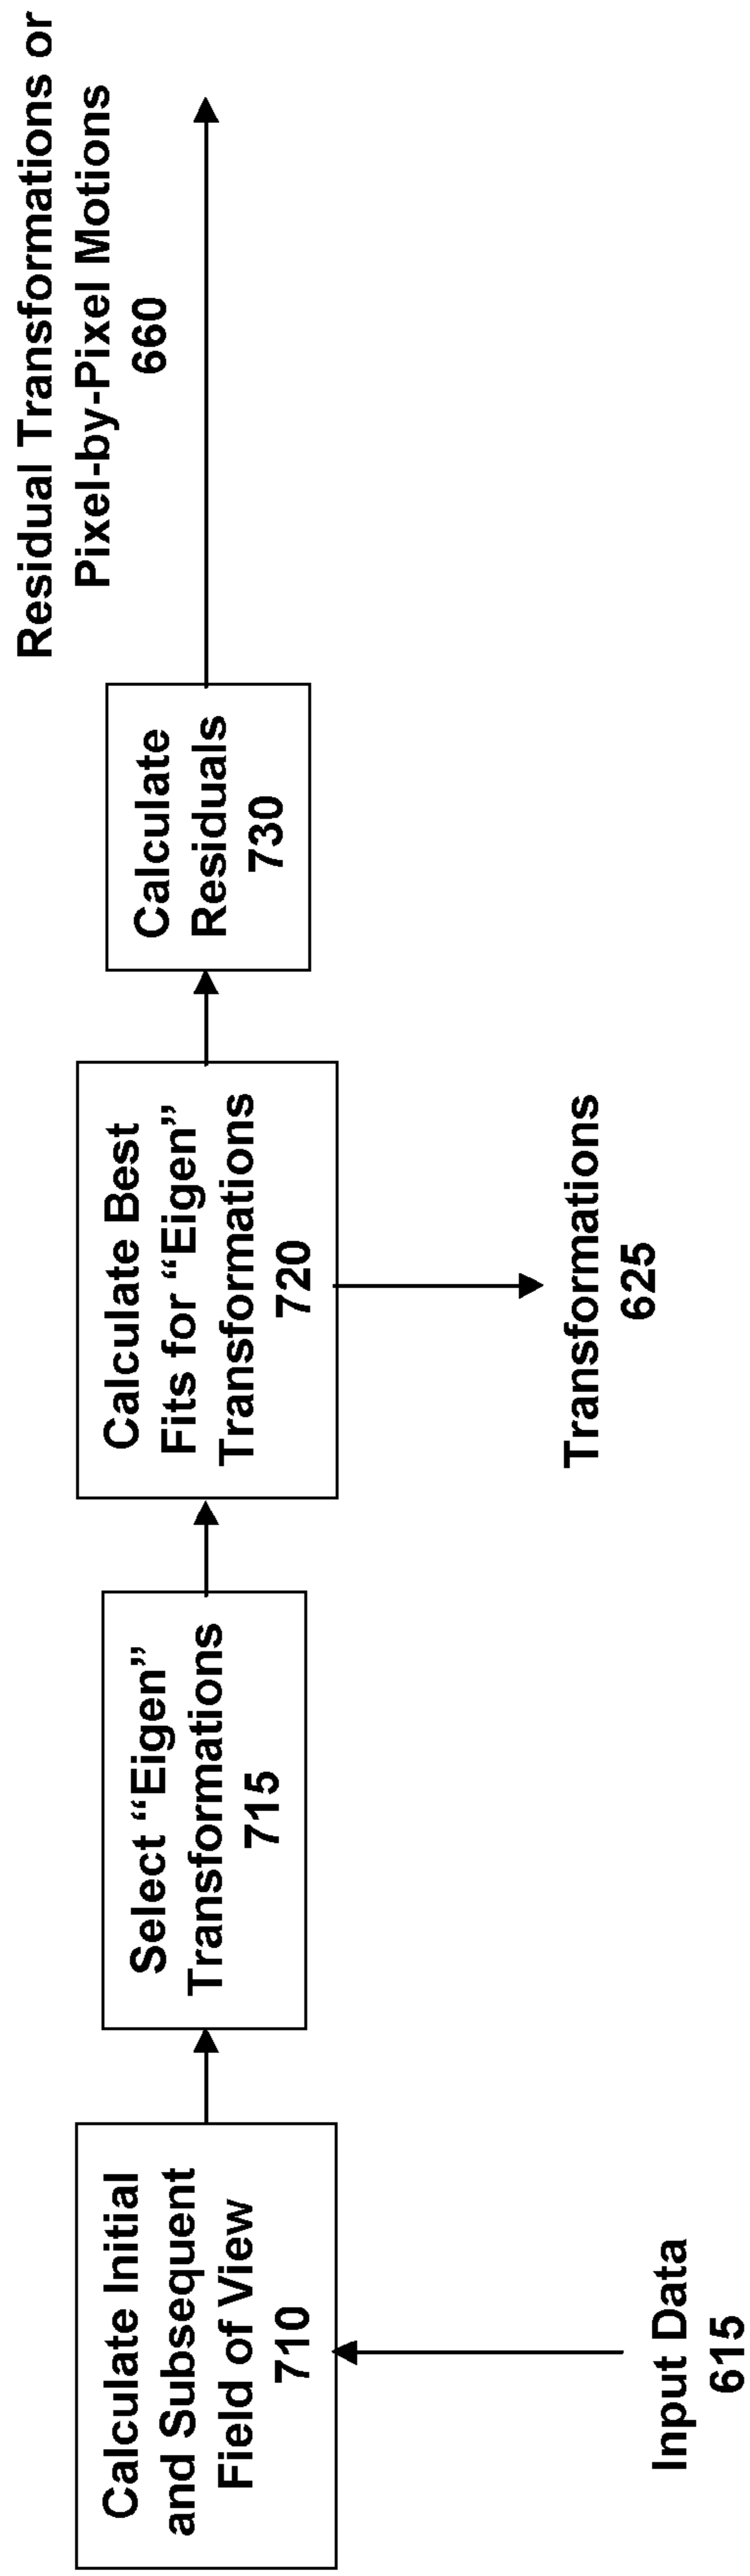 Calculate Initial
and Subsequent
Field of View
710
Input Data
615
Select “Eigen”
Transformations
715
Calculate Best
Fits for “Eigen”
Transformations
720
Transformations
625
Calculate
Residuals
730
Residual Transformations or
Pixel-by-Pixel Motions
660